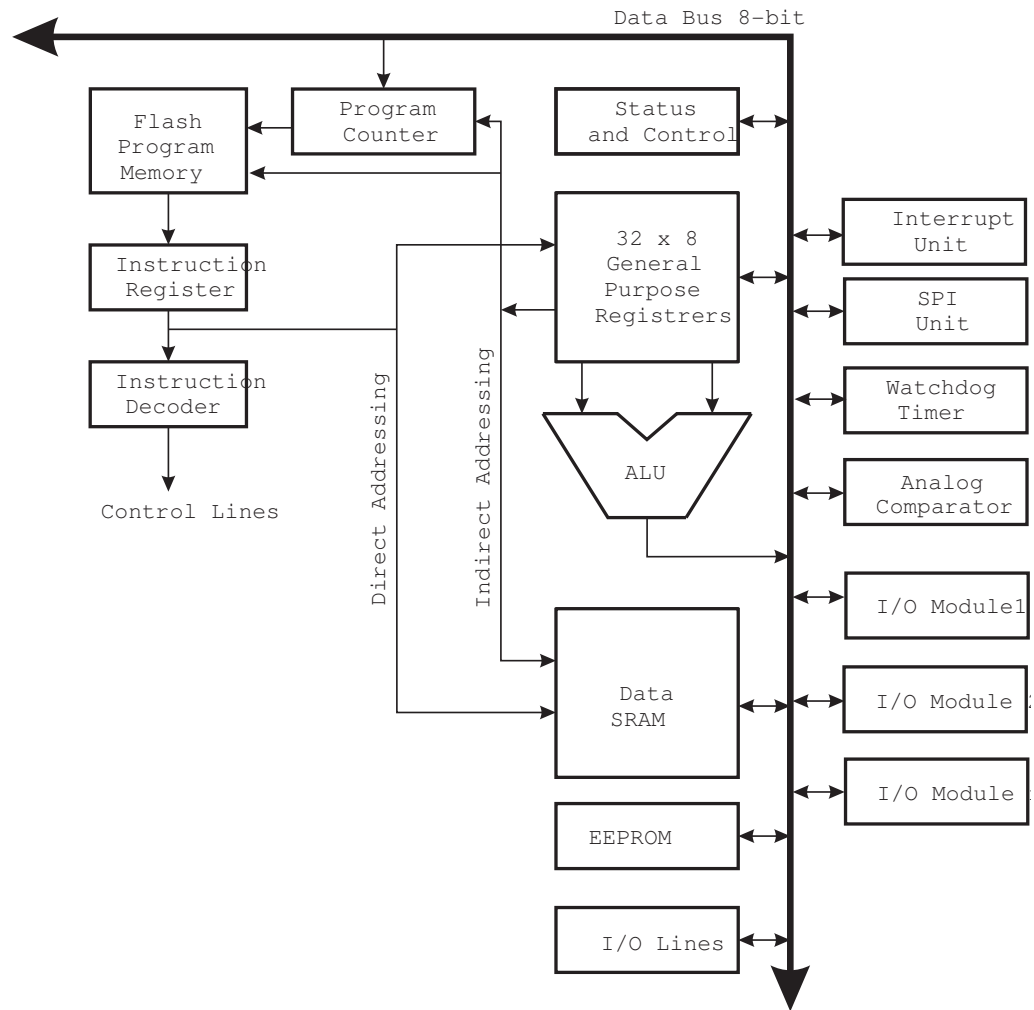 Data Bus 8-bit
Flash
Program
Memory
Program
Counter
Status
and Control
32 x 8
General
Purpose
Registrers
Interrupt
Unit
Instruction
Register
SPI
Unit
Instruction
Decoder
Watchdog
Timer
Direct Addressing
Indirect Addressing
ALU
Analog
Comparator
Control Lines
I/O Module1
Data
SRAM
I/O Module 2
I/O Module
EEPROM
I/O Lines